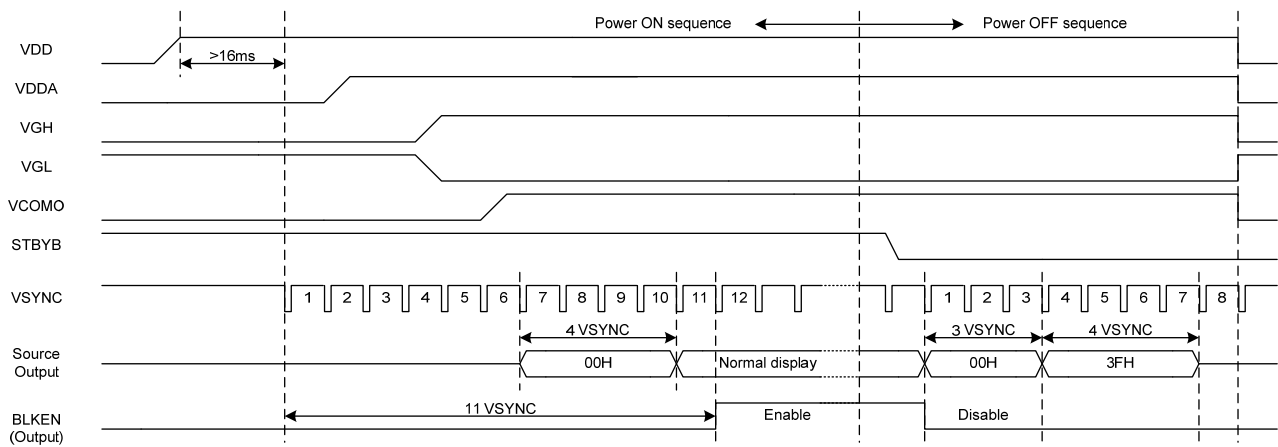 Power ON sequence
Power OFF sequence
VDD
>16ms
VDDA
VGH
VGL
VCOMO
STBYB
VSYNC
1 2 3 4 5 6 7 8 9 10 11 12 1 2 3 4 5 6 7 8
4 VSYNC
3 VSYNC
4 VSYNC
Source
Output
00H
Normal display
00H
3FH
11 VSYNC
Enable
Disable
BLKEN
(Output)